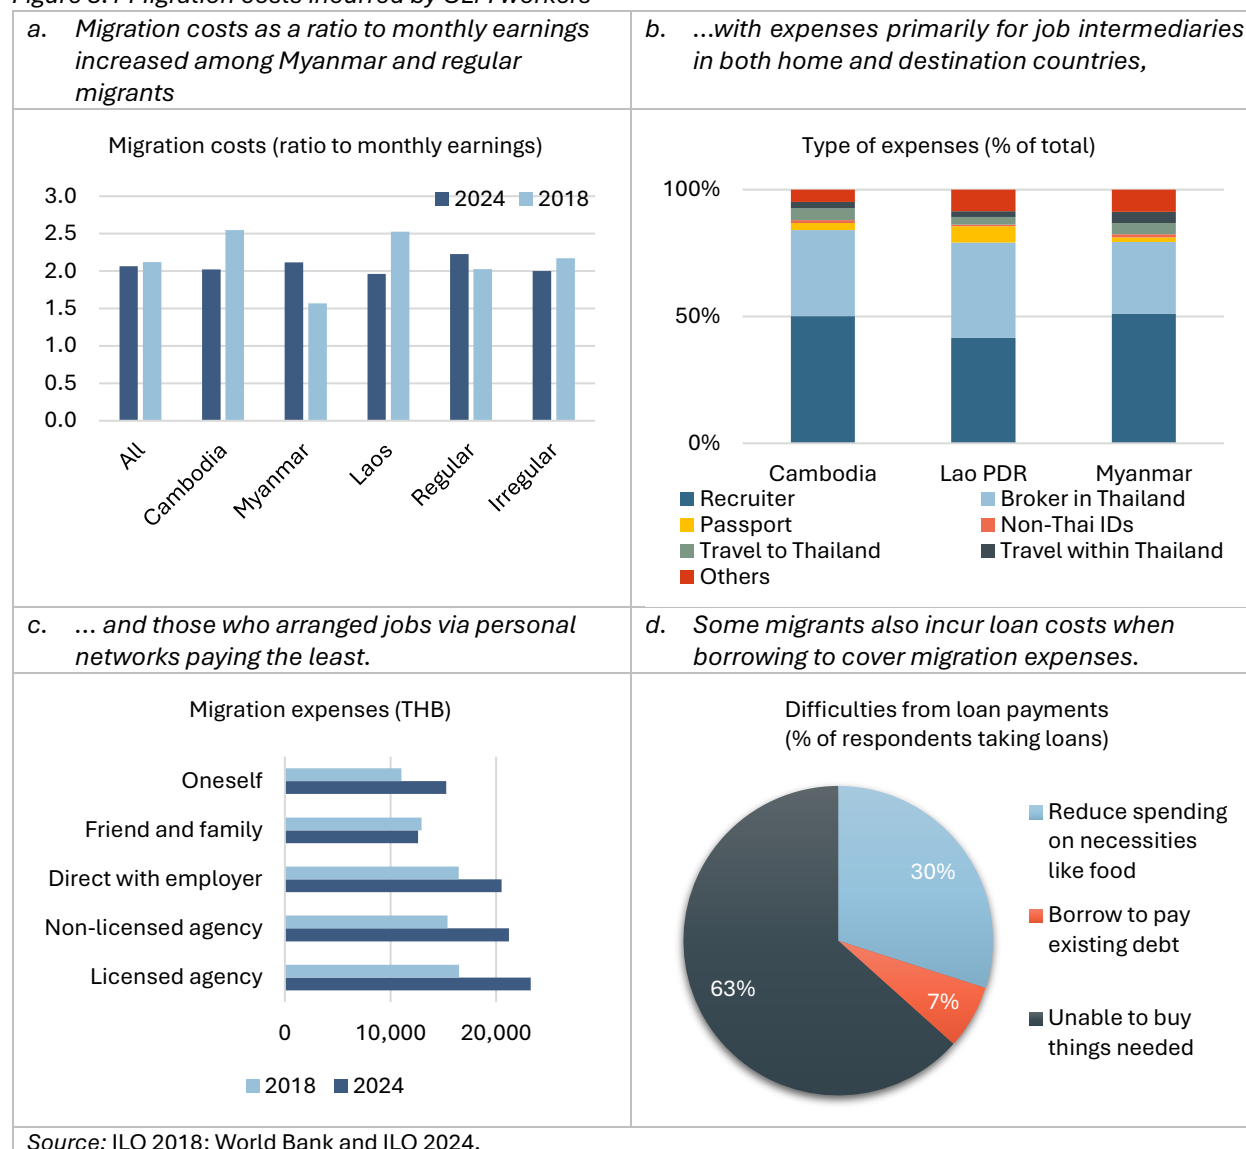 a. Migration costs as a ratio to monthly earnings
increased among Myanmar and regular
migrants
b. ...with expenses primarily for job intermediaries
in both home and destination countries,
Migration costs (ratio to monthly earnings)
3.0
2.5
2.0
1.5
1.0
0.5
0.0
2024 2018
All
Cambodia
Myanmar
Laos
Regular
Irregular
Type of expenses (% of total)
100%
50%
0%
Cambodia Lao PDR Myanmar
Recruiter Broker in Thailand
Passport Non-Thai IDs
Travel to Thailand Travel within Thailand
Others
c. ... and those who arranged jobs via personal
networks paying the least.
d. Some migrants also incur loan costs when
borrowing to cover migration expenses.
Migration expenses (THB)
Oneself
Friend and family
Direct with employer
Non-licensed agency
Licensed agency
0 10,000 20,000
2018 2024
Difficulties from loan payments
(% of respondents taking loans)
30%
7%
63%
Reduce spending
on necessities
like food
Borrow to pay
existing debt
Unable to buy
things needed
Source: ILO 2018; World Bank and ILO 2024.